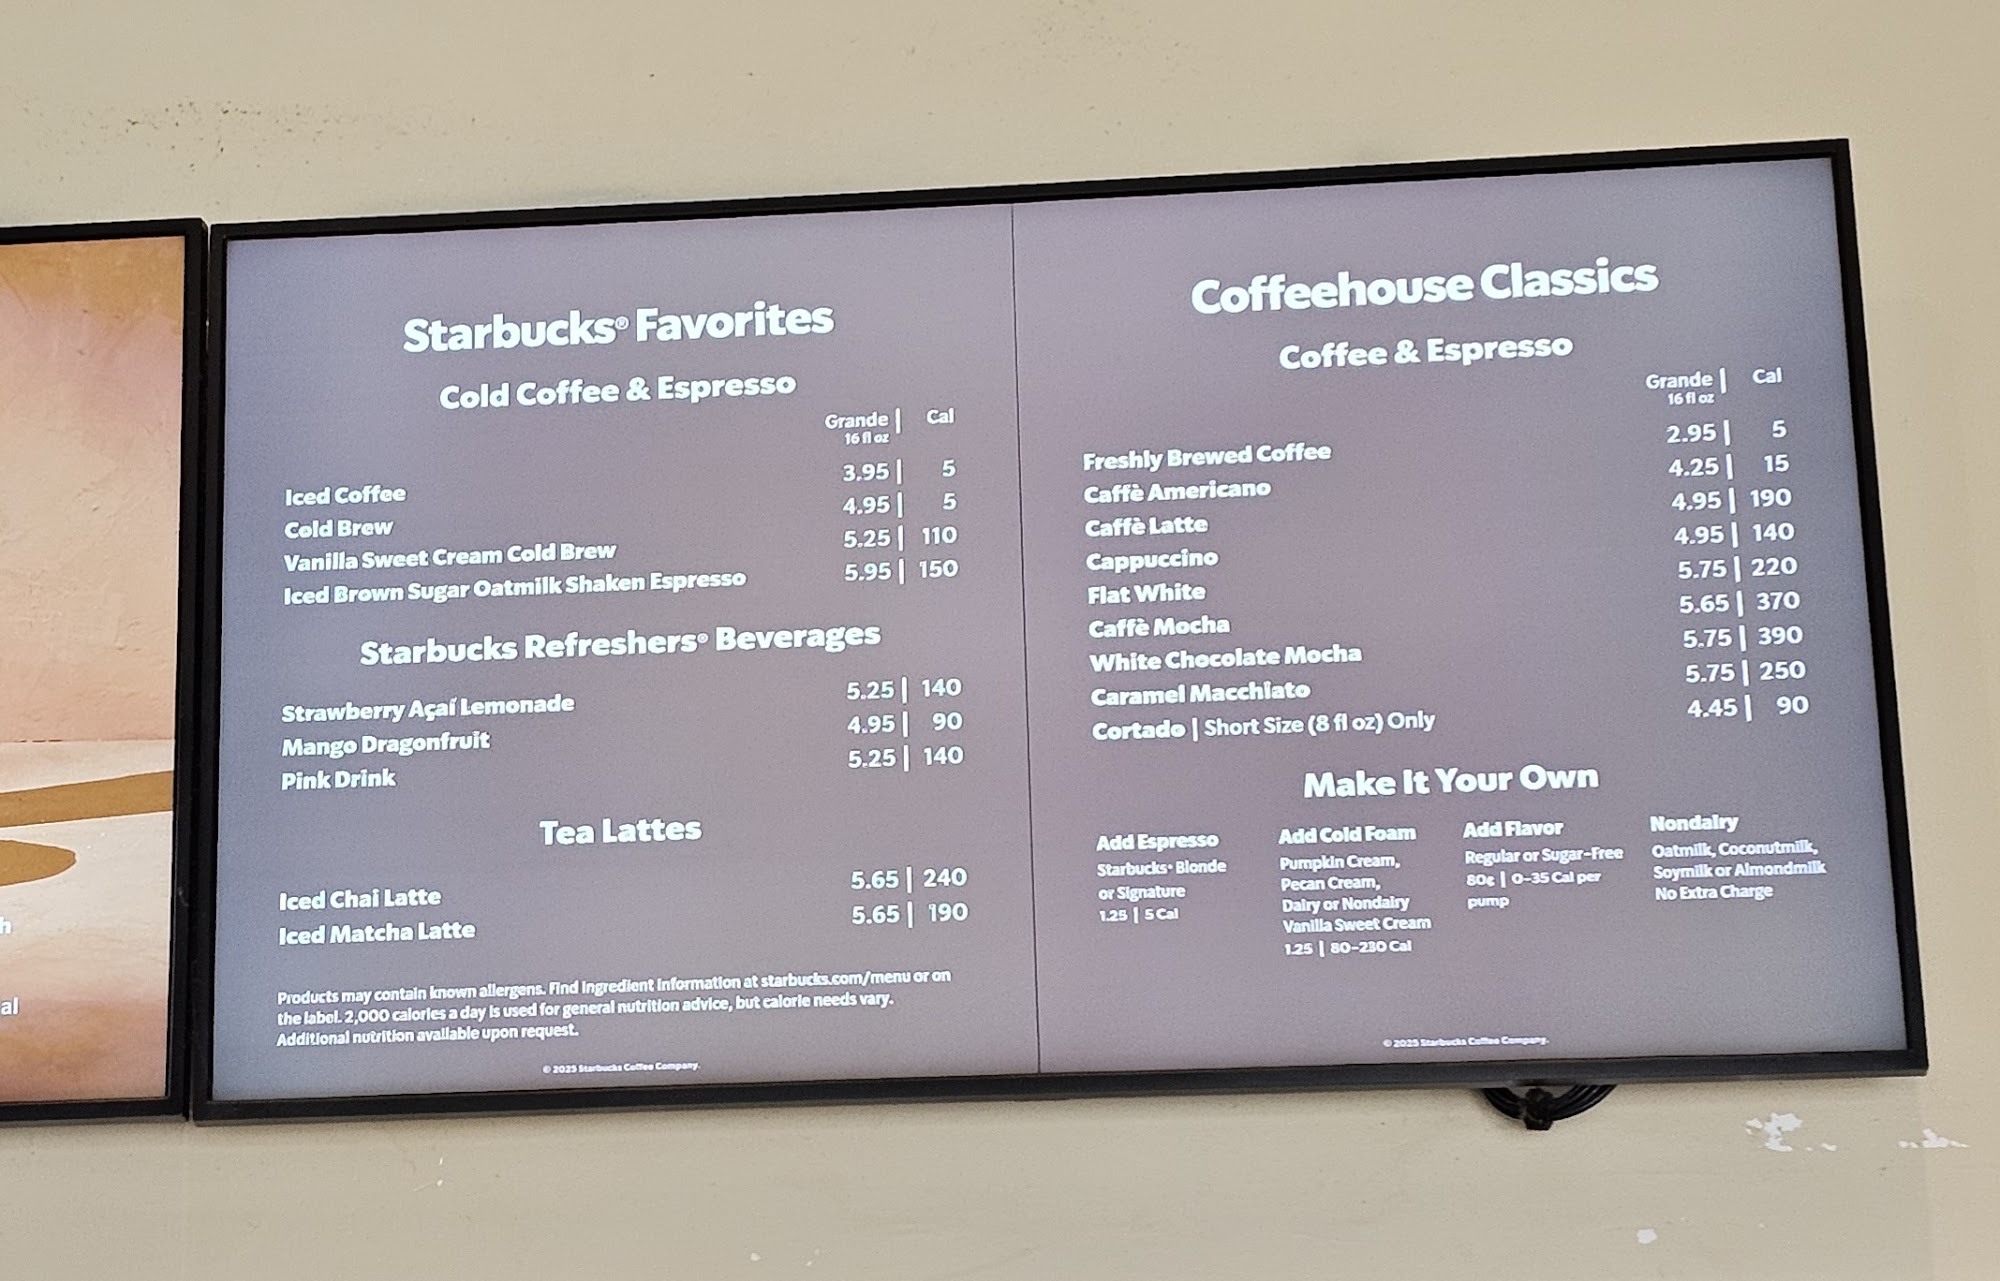 h
al
Starbucks® Favorites
Cold Coffee & Espresso
Grande | Cal
16 fl oz
Iced Coffee 3.95 | 5
Cold Brew 4.95 | 5
Vanilla Sweet Cream Cold Brew 5.25 | 110
Iced Brown Sugar Oatmilk Shaken Espresso 5.95 | 150
Starbucks Refreshers® Beverages
Strawberry Açaí Lemonade 5.25 | 140
Mango Dragonfruit 4.95 | 90
Pink Drink 5.25 | 140
Tea Lattes
Iced Chai Latte 5.65 | 240
Iced Matcha Latte 5.65 | 190
Products may contain known allergens. Find ingredient information at starbucks.com/menu or on
the label. 2,000 calories a day is used for general nutrition advice, but calorie needs vary.
Additional nutrition available upon request.
© 2025 Starbucks Coffee Company.
Coffeehouse Classics
Coffee & Espresso
Grande | Cal
16 fl oz
Freshly Brewed Coffee 2.95 | 5
Caffè Americano 4.25 | 15
Caffè Latte 4.95 | 190
Cappuccino 4.95 | 140
Flat White 5.75 | 220
Caffè Mocha 5.65 | 370
White Chocolate Mocha 5.75 | 390
Caramel Macchiato 5.75 | 250
Cortado | Short Size (8 fl oz) Only 4.45 | 90
Make It Your Own
Add Espresso
Starbucks® Blonde
or Signature
1.25 | 5 Cal
Add Cold Foam
Pumpkin Cream,
Pecan Cream,
Dairy or Nondairy
Vanilla Sweet Cream
1.25 | 80-230 Cal
Add Flavor
Regular or Sugar-Free
80¢ | 0-35 Cal per
pump
Nondairy
Oatmilk, Coconutmilk,
Soymilk or Almondmilk
No Extra Charge
© 2025 Starbucks Coffee Company.